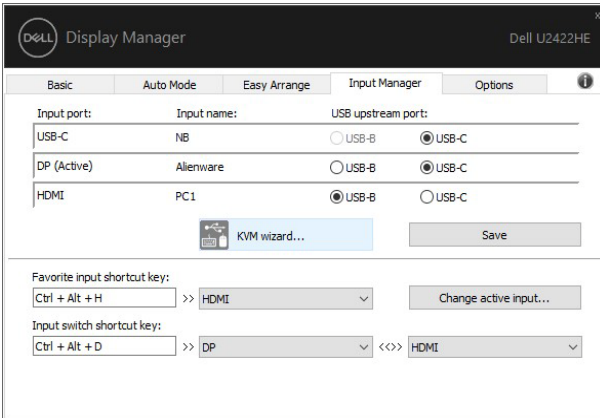 DELL Display Manager Dell U2422HE
Basic Auto Mode Easy Arrange Input Manager Options
Input port: Input name: USB upstream port:
USB-C NB USB-B USB-C
DP (Active) Alienware USB-B USB-C
HDMI PC1 USB-B USB-C
KVM wizard... Save
Favorite input shortcut key:
Ctrl + Alt + H >> HDMI Change active input...
Input switch shortcut key:
Ctrl + Alt + D >> DP <<>> HDMI